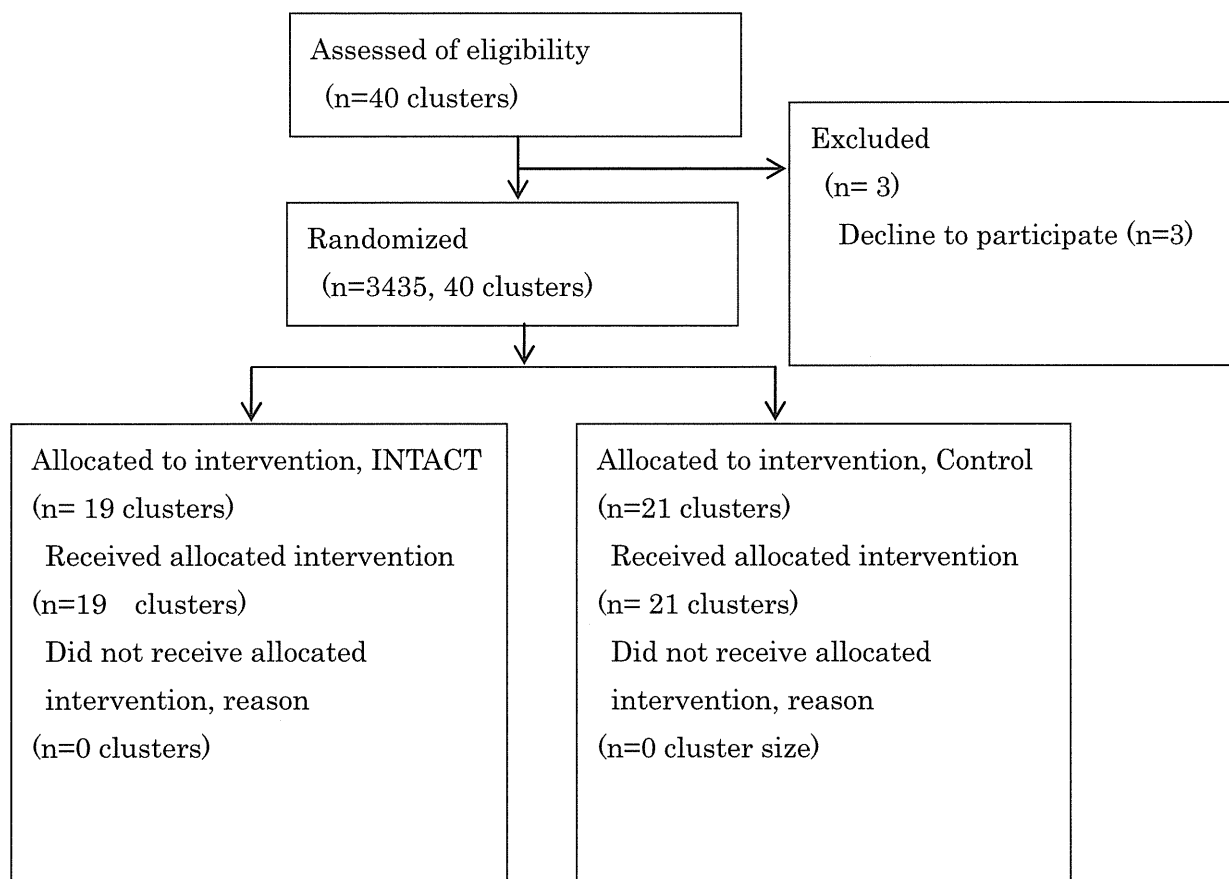 Assessed of eligibility
(n=40 clusters)
Excluded
(n= 3)
Decline to participate (n=3)
Randomized
(n=3435, 40 clusters)
Allocated to intervention, INTACT
(n= 19 clusters)
Received allocated intervention
(n=19 clusters)
Did not receive allocated
intervention, reason
(n=0 clusters)
Allocated to intervention, Control
(n=21 clusters)
Received allocated intervention
(n= 21 clusters)
Did not receive allocated
intervention, reason
(n=0 cluster size)